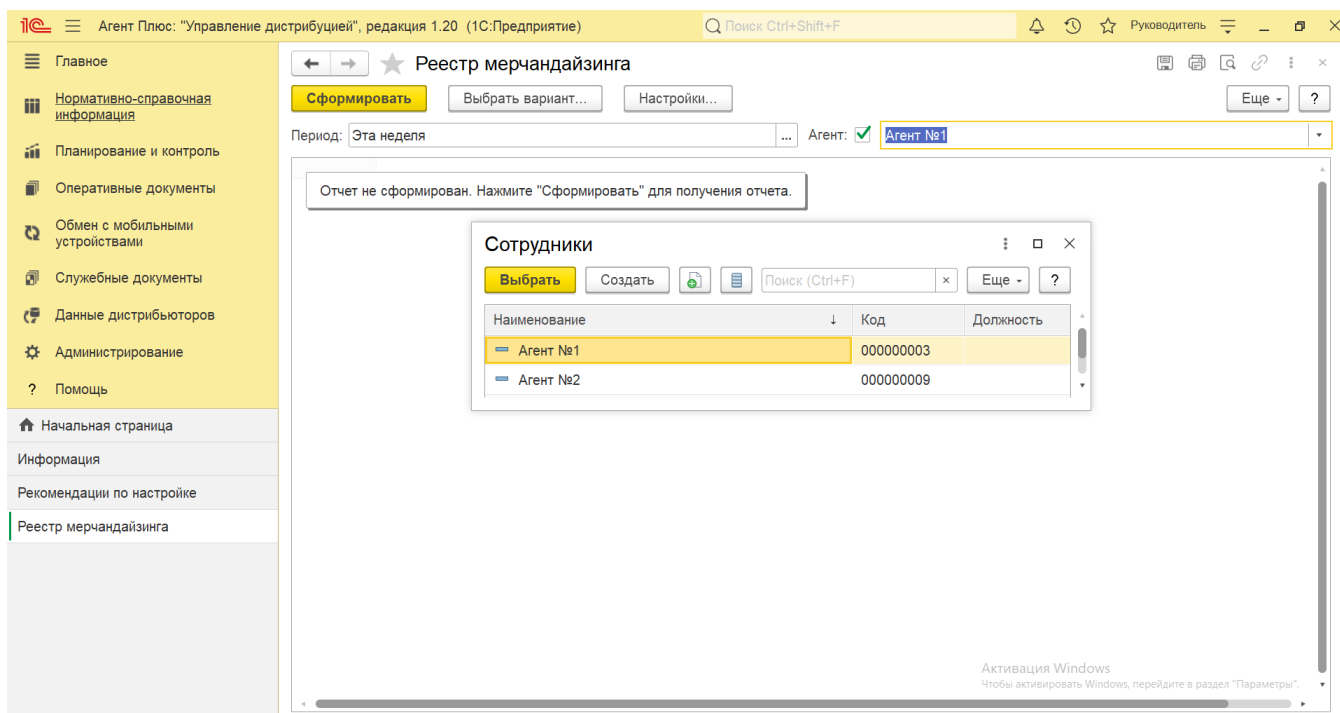 1С Агент Плюс: "Управление дистрибуцией", редакция 1.20 (1С:Предприятие) Поиск Ctrl+Shift+F Руководитель
Главное
Нормативно-справочная
информация
Планирование и контроль
Оперативные документы
Обмен с мобильными
устройствами
Служебные документы
Данные дистрибьюторов
Администрирование
? Помощь
Начальная страница
Информация
Рекомендации по настройке
Реестр мерчандайзинга
Реестр мерчандайзинга
Сформировать Выбрать вариант... Настройки... Еще ?
Период: Эта неделя ... Агент: Агент №1
Отчет не сформирован. Нажмите "Сформировать" для получения отчета.
Сотрудники
Выбрать Создать Поиск (Ctrl+F) × Еще ?
Наименование ↓ Код Должность
Агент №1 000000003
Агент №2 000000009
Активация Windows
Чтобы активировать Windows, перейдите в раздел "Параметры".